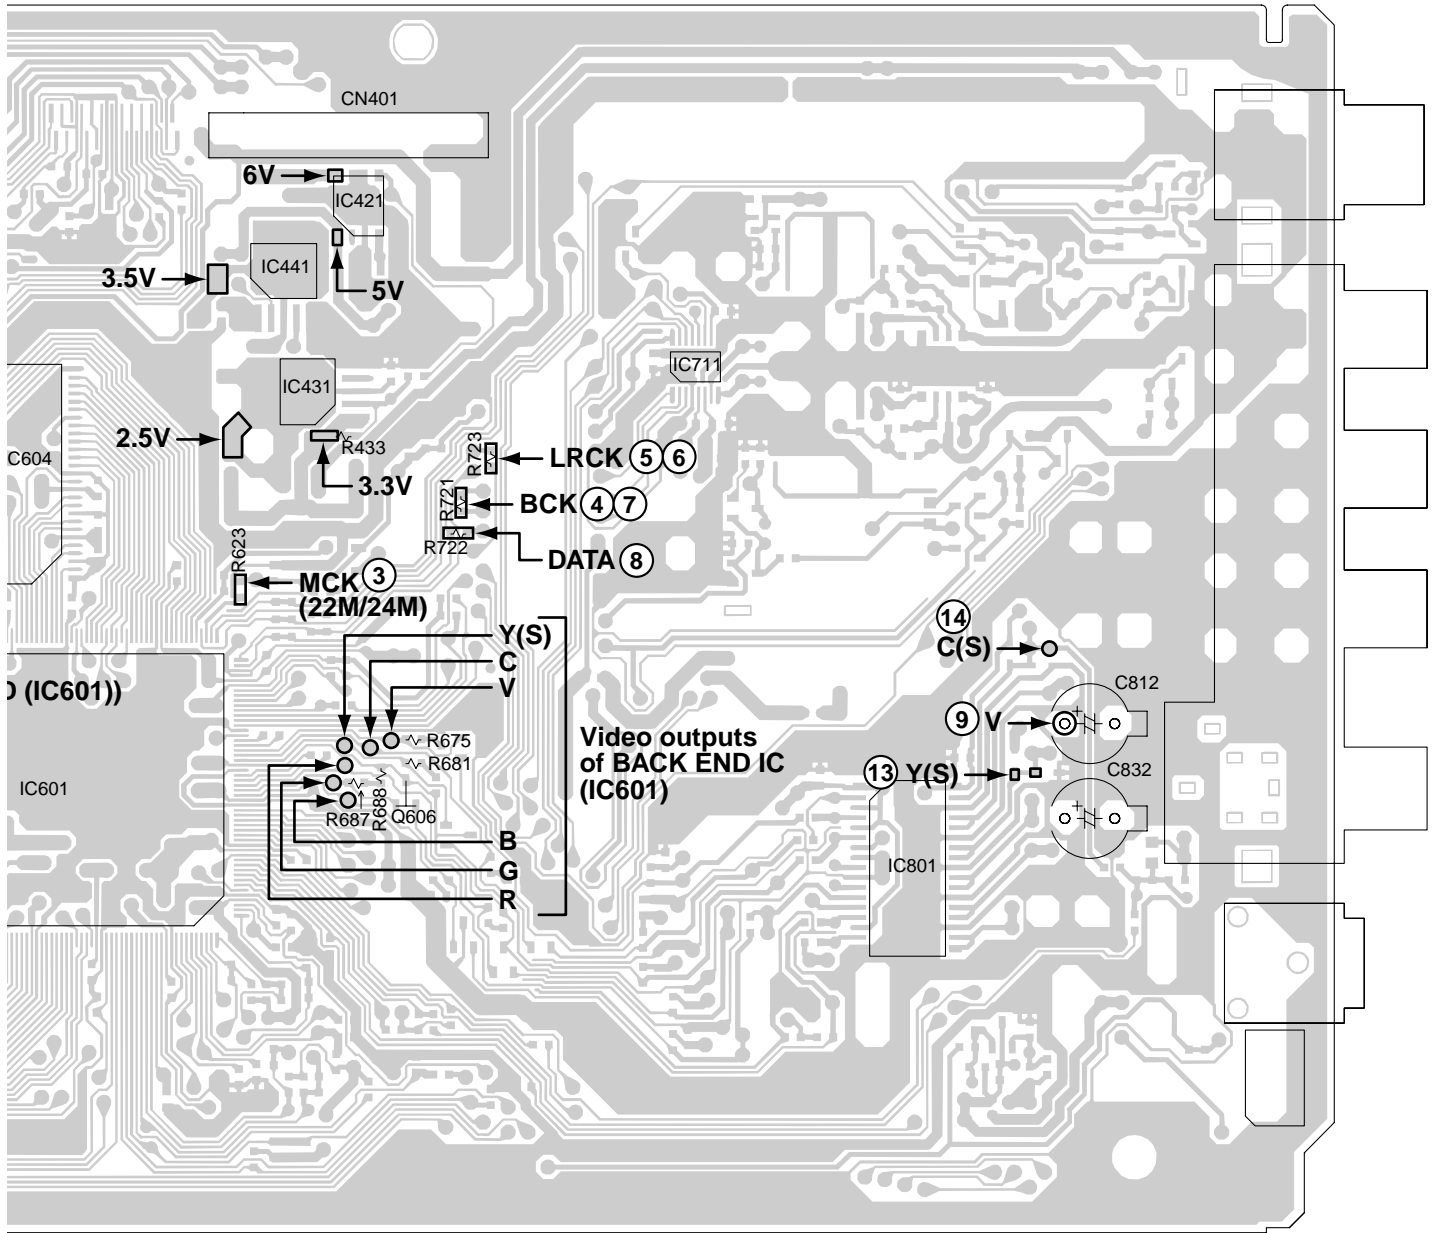 CN401
6V
IC421
IC441
3.5V
5V
IC431
IC711
2.5V
R433
R723
LRCK 5 6
IC604
3.3V
R721
BCK 4 7
R722
DATA 8
R623
MCK 3
(22M/24M)
14
C(S)
Y(S)
C
V
D (IC601))
C812
9 V
R675
R681
Video outputs
of BACK END IC
(IC601)
C832
13 Y(S)
IC601
R687
R688
Q606
B
G
R
IC801